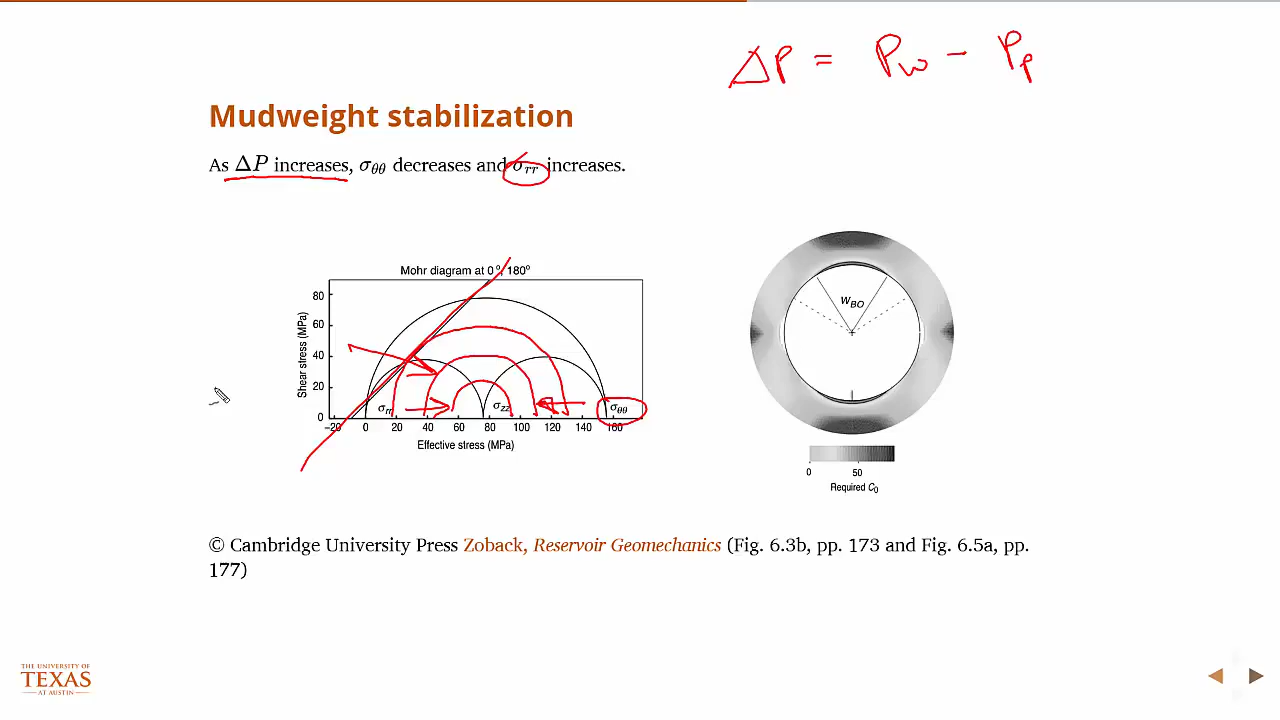 ΔP = Pw - Pp
Mudweight stabilization
As ΔP increases, σθθ decreases and σrr increases.
Mohr diagram at 0°, 180°
Shear stress (MPa)
80
60
40
20
0
σrr
σzz
σθθ
−20 0 20 40 60 80 100 120 140 160
Effective stress (MPa)
WBO
0 50
Required C0
© Cambridge University Press Zoback, Reservoir Geomechanics (Fig. 6.3b, pp. 173 and Fig. 6.5a, pp.
177)
THE UNIVERSITY OF
TEXAS
AT AUSTIN